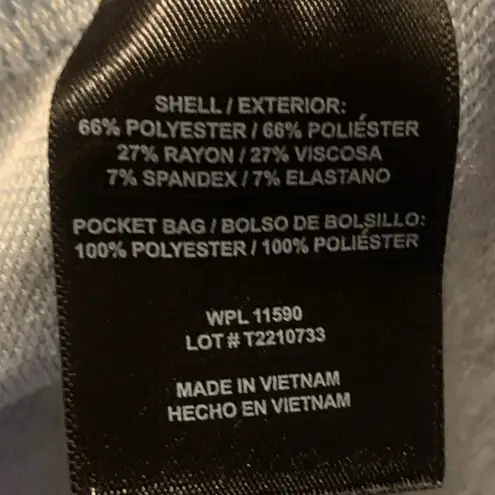 SHELL / EXTERIOR:
66% POLYESTER / 66% POLIÉSTER
27% RAYON / 27% VISCOSA
7% SPANDEX / 7% ELASTANO
POCKET BAG / BOLSO DE BOLSILLO:
100% POLYESTER / 100% POLIÉSTER
WPL 11590
LOT # T2210733
MADE IN VIETNAM
HECHO EN VIETNAM